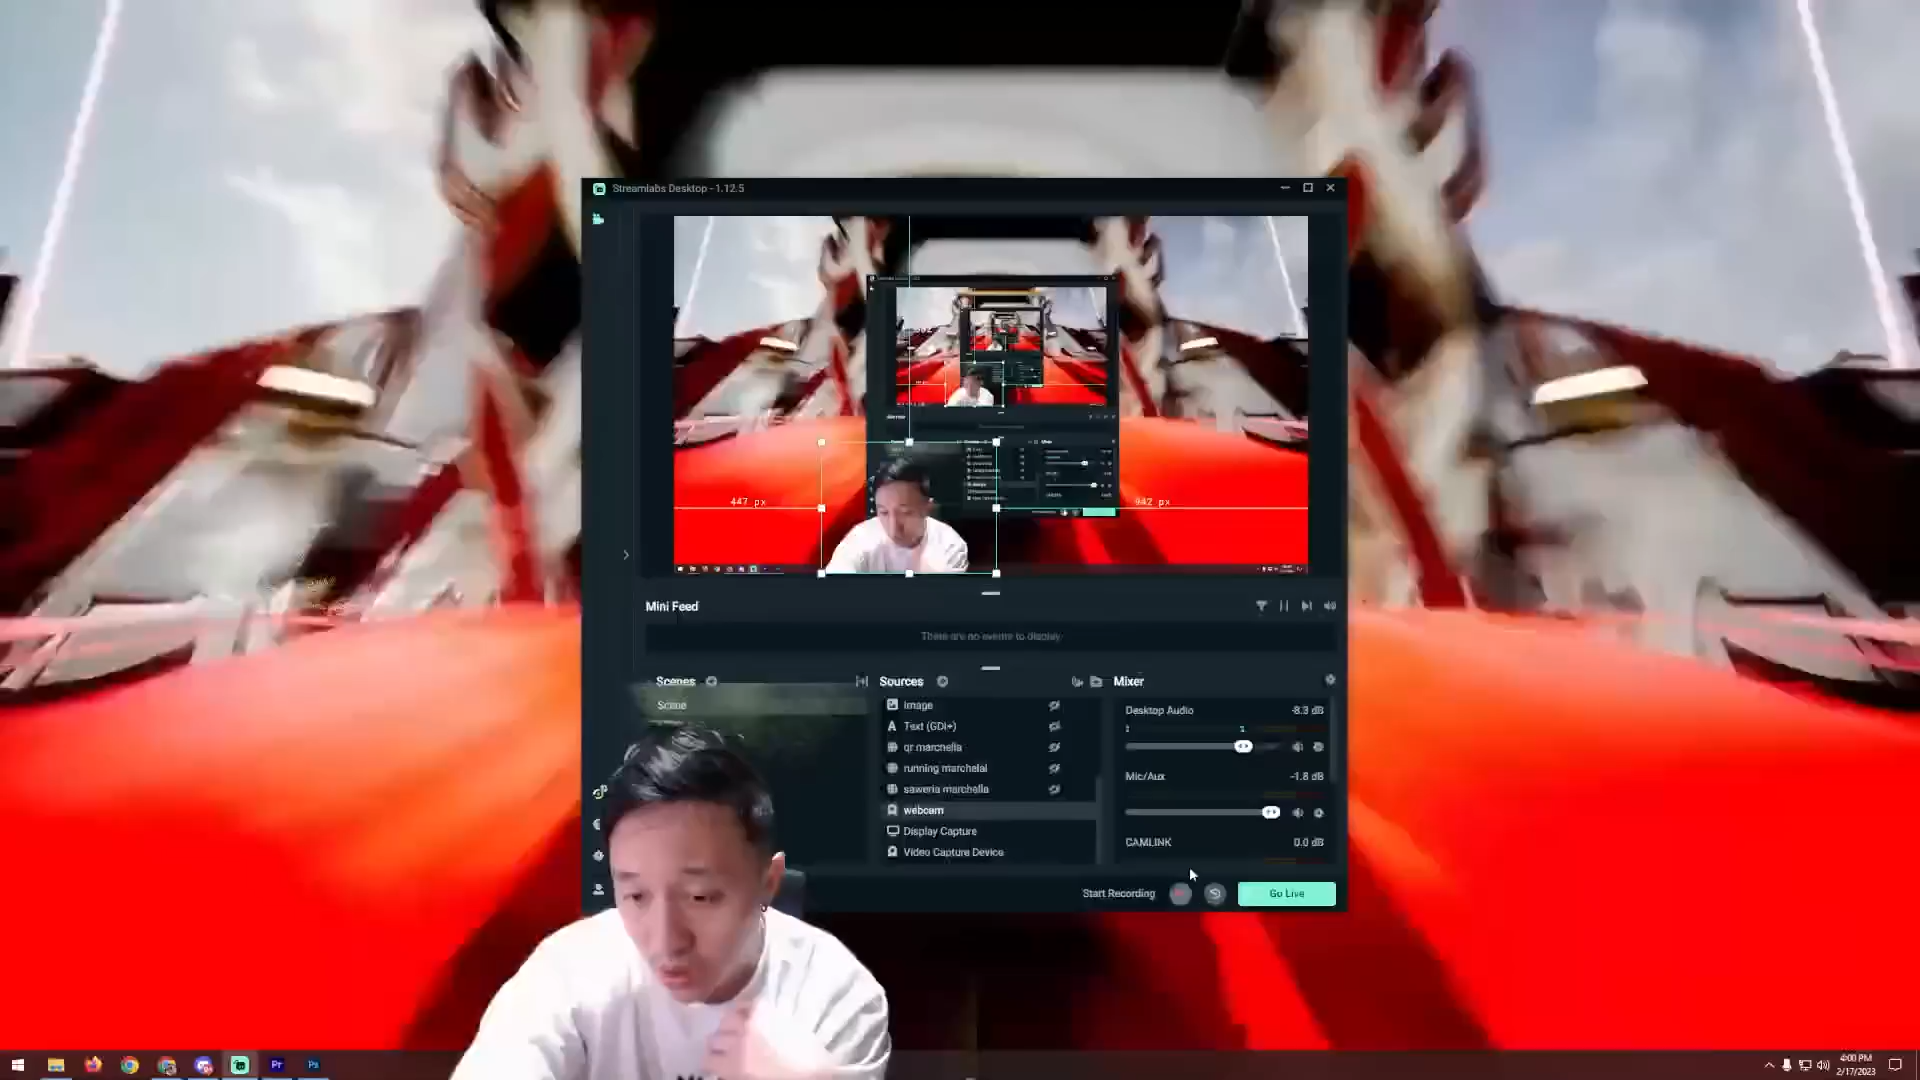 Streamlabs Desktop - 1.12.5
447 px
942 px
Mini Feed
There are no events to display
Scenes
Scene
Sources
Image
Text (GDI+)
qr marchella
running marchelal
saweria marchella
webcam
Display Capture
Video Capture Device
Mixer
Desktop Audio -8.3 dB
Mic/Aux -1.8 dB
CAMLINK 0.0 dB
Start Recording
Go Live
Pr
Ps
4:00 PM
2/17/2023